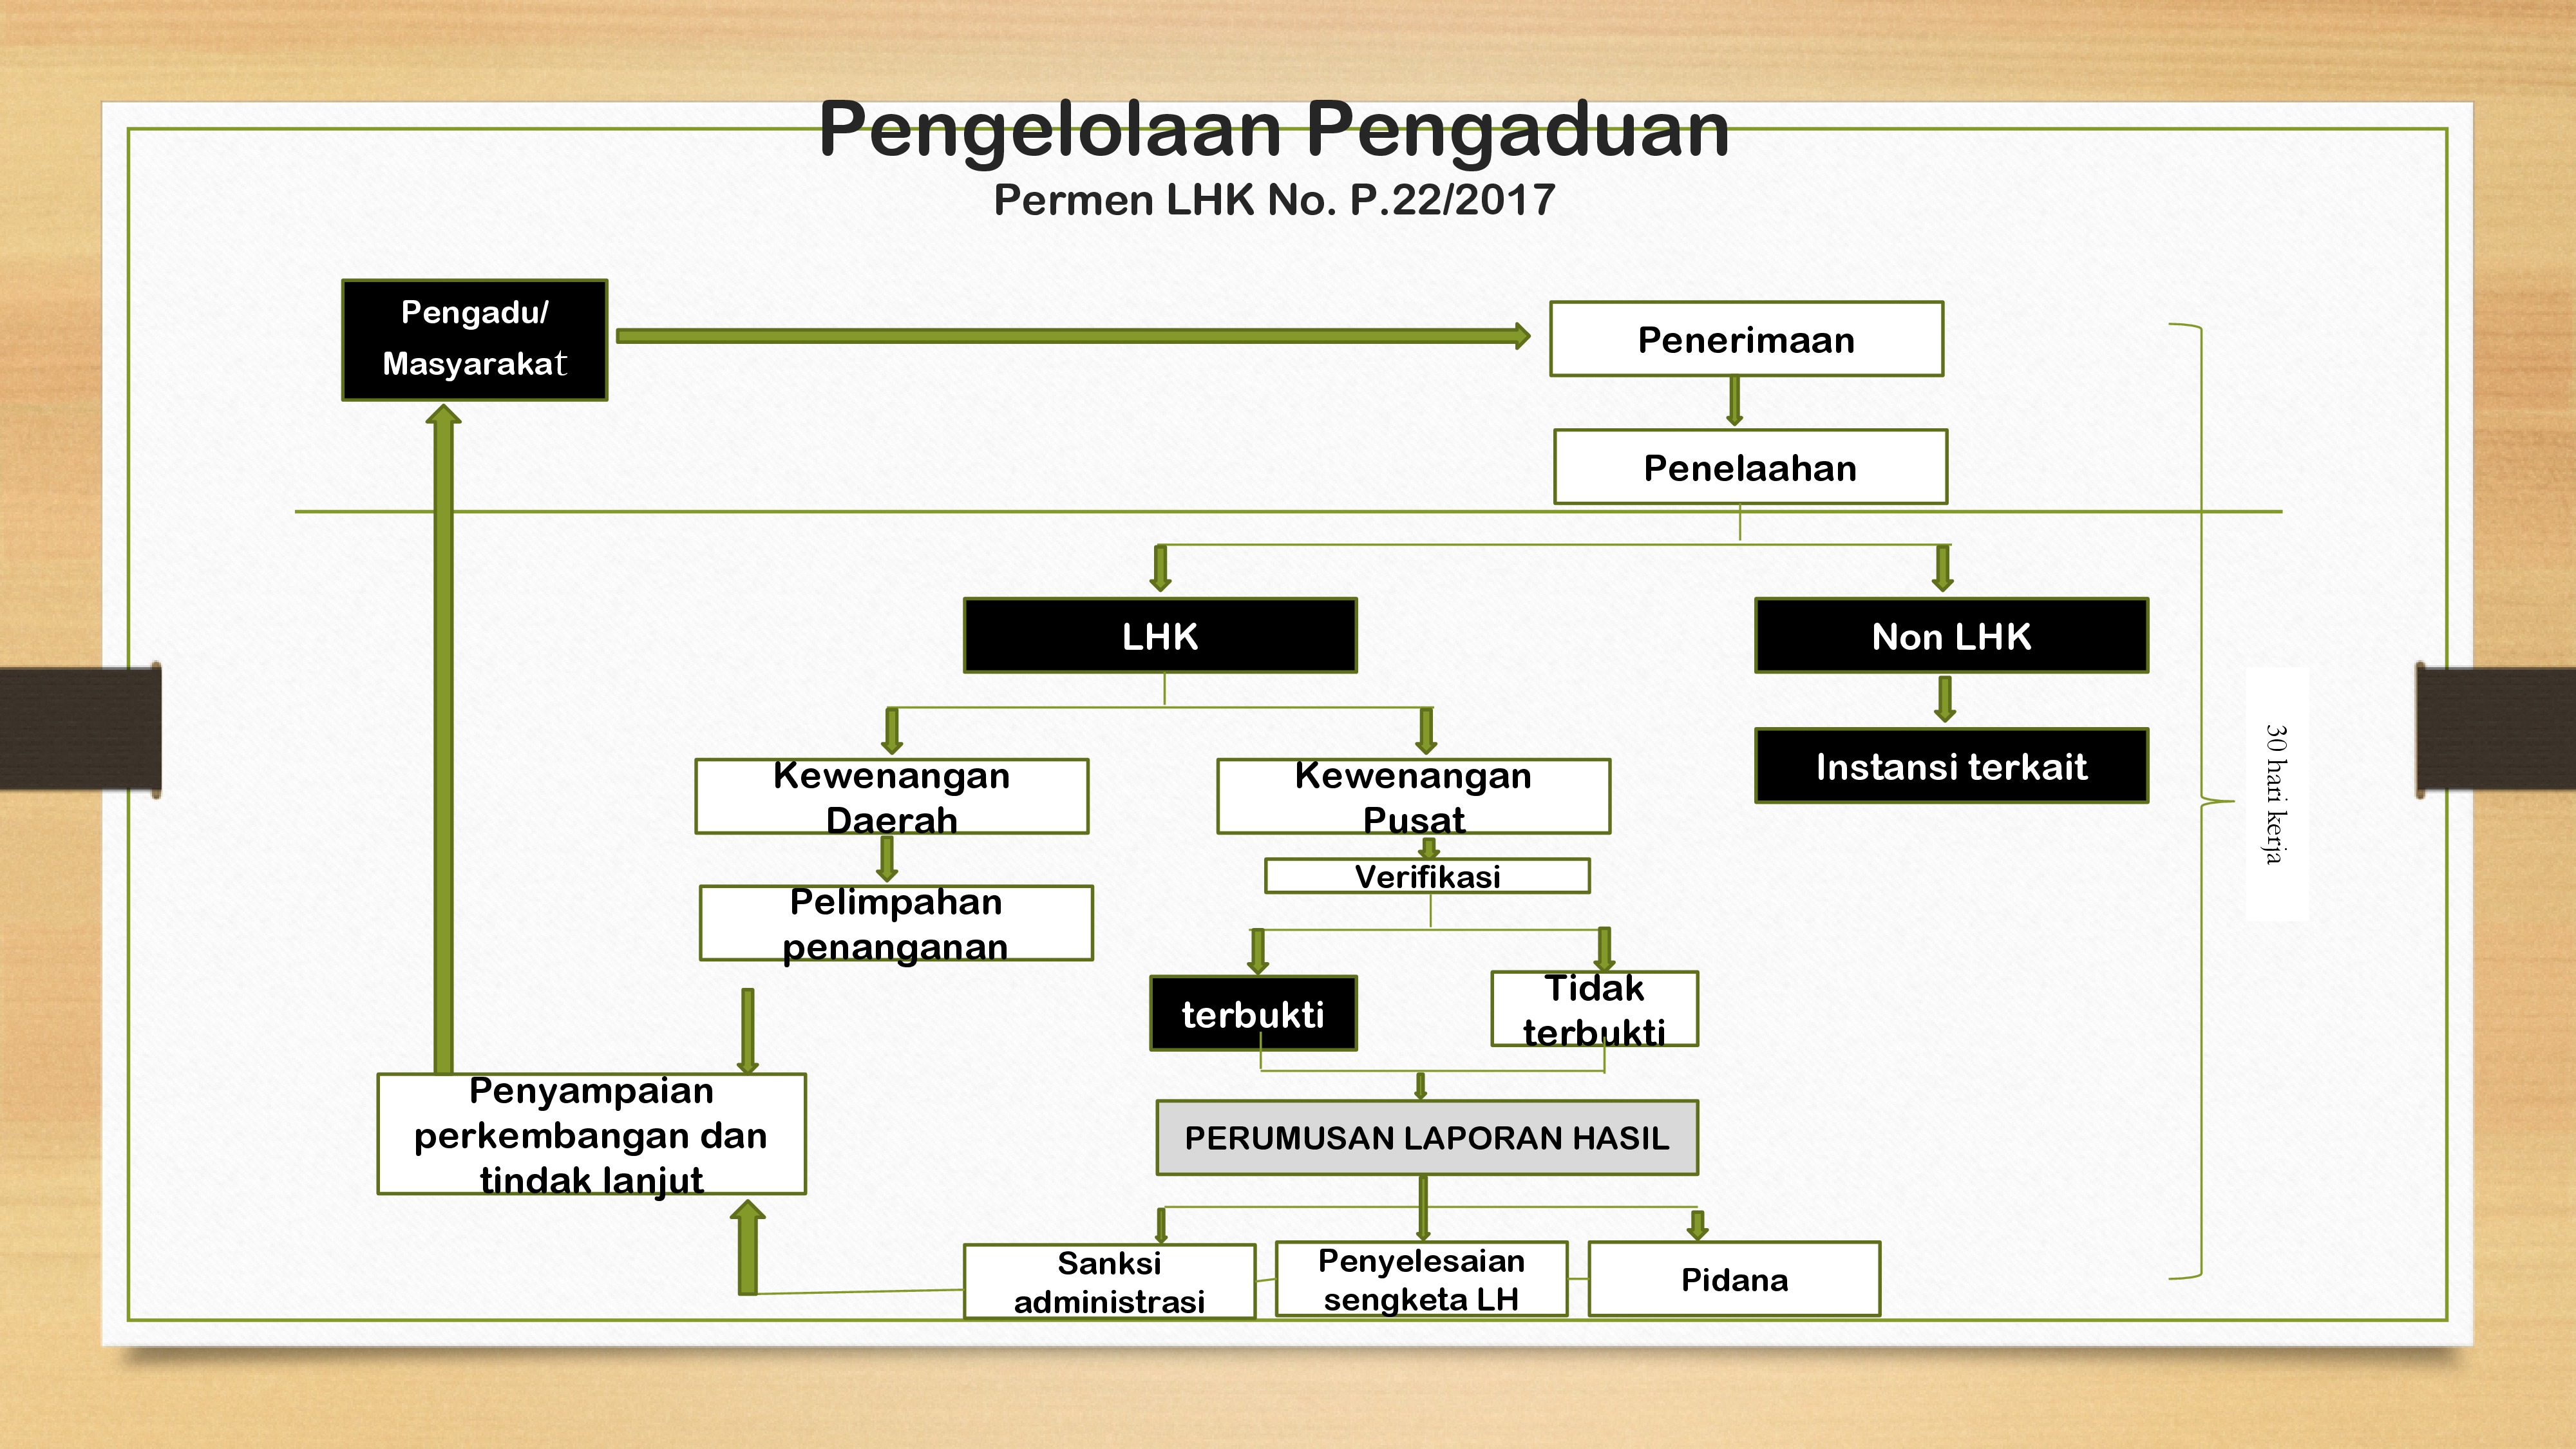 Pengelolaan Pengaduan
Permen LHK No. P.22/2017
Pengadu/
Masyarakat
Penerimaan
Penelaahan
LHK
Non LHK
Kewenangan
Daerah
Kewenangan
Pusat
Instansi terkait
30 hari kerja
Verifikasi
Pelimpahan
penanganan
terbukti
Tidak
terbukti
Penyampaian
perkembangan dan
tindak lanjut
PERUMUSAN LAPORAN HASIL
Sanksi
administrasi
Penyelesaian
sengketa LH
Pidana